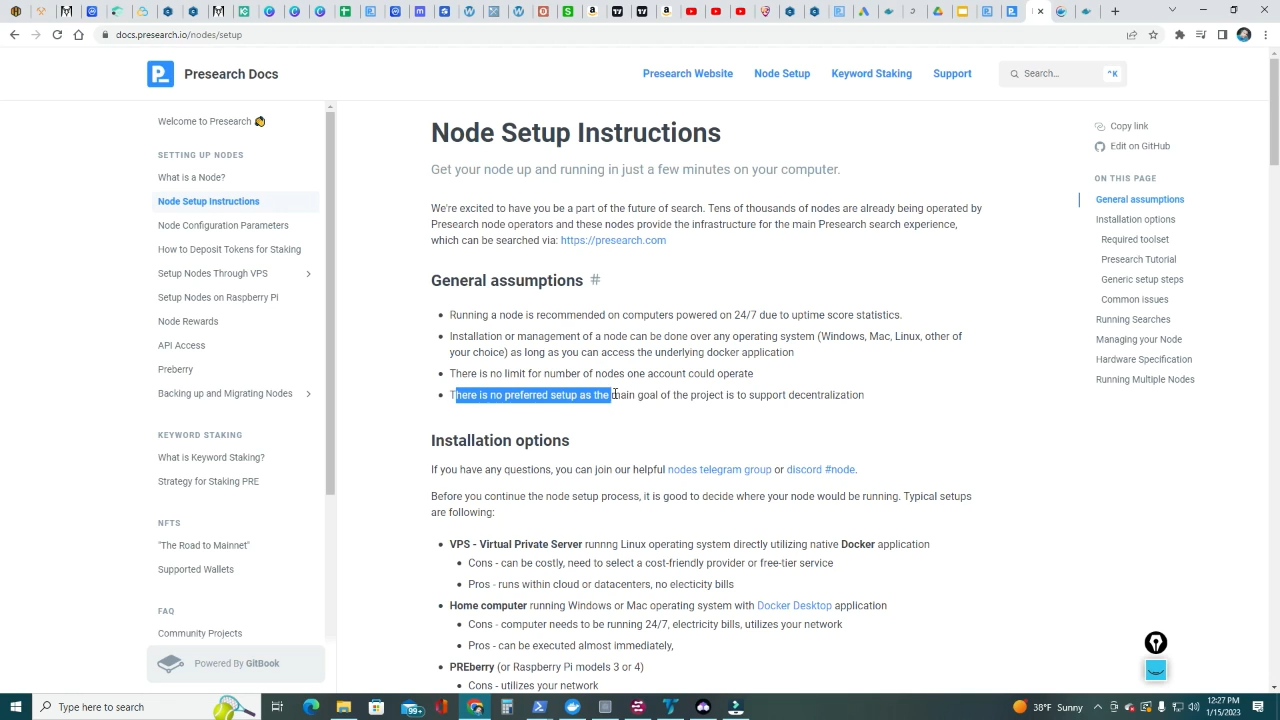 docs.presearch.io/nodes/setup
Presearch Docs
Presearch Website
Node Setup
Keyword Staking
Support
Search...
^K
Welcome to Presearch
SETTING UP NODES
What is a Node?
Node Setup Instructions
Node Configuration Parameters
How to Deposit Tokens for Staking
Setup Nodes Through VPS
Setup Nodes on Raspberry Pi
Node Rewards
API Access
Preberry
Backing up and Migrating Nodes
KEYWORD STAKING
What is Keyword Staking?
Strategy for Staking PRE
NFTS
"The Road to Mainnet"
Supported Wallets
FAQ
Community Projects
Powered By GitBook
Node Setup Instructions
Get your node up and running in just a few minutes on your computer.
We're excited to have you be a part of the future of search. Tens of thousands of nodes are already being operated by
Presearch node operators and these nodes provide the infrastructure for the main Presearch search experience,
which can be searched via: https://presearch.com
General assumptions #
Running a node is recommended on computers powered on 24/7 due to uptime score statistics.
Installation or management of a node can be done over any operating system (Windows, Mac, Linux, other of
your choice) as long as you can access the underlying docker application
There is no limit for number of nodes one account could operate
There is no preferred setup as the main goal of the project is to support decentralization
Installation options
If you have any questions, you can join our helpful nodes telegram group or discord #node.
Before you continue the node setup process, it is good to decide where your node would be running. Typical setups
are following:
VPS - Virtual Private Server runnng Linux operating system directly utilizing native Docker application
Cons - can be costly, need to select a cost-friendly provider or free-tier service
Pros - runs within cloud or datacenters, no electicity bills
Home computer running Windows or Mac operating system with Docker Desktop application
Cons - computer needs to be running 24/7, electricity bills, utilizes your network
Pros - can be executed almost immediately,
PREberry (or Raspberry Pi models 3 or 4)
Cons - utilizes your network
Copy link
Edit on GitHub
ON THIS PAGE
General assumptions
Installation options
Required toolset
Presearch Tutorial
Generic setup steps
Common issues
Running Searches
Managing your Node
Hardware Specification
Running Multiple Nodes
Type here to search
99+
38°F Sunny
12:27 PM
1/15/2023